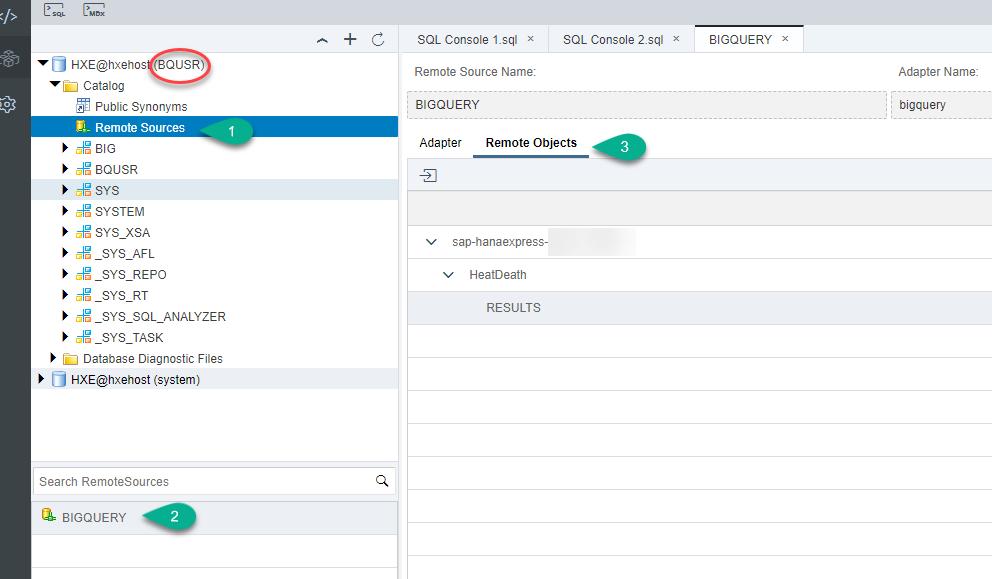 SQL
MDX
HXE@hxehost (BQUSR)
Catalog
Public Synonyms
Remote Sources
1
BIG
BQUSR
SYS
SYSTEM
SYS_XSA
_SYS_AFL
_SYS_REPO
_SYS_RT
_SYS_SQL_ANALYZER
_SYS_TASK
Database Diagnostic Files
HXE@hxehost (system)
Search RemoteSources
BIGQUERY
2
SQL Console 1.sql ×
SQL Console 2.sql ×
BIGQUERY ×
Remote Source Name:
Adapter Name:
BIGQUERY
bigquery
Adapter
Remote Objects
3
sap-hanaexpress-
HeatDeath
RESULTS